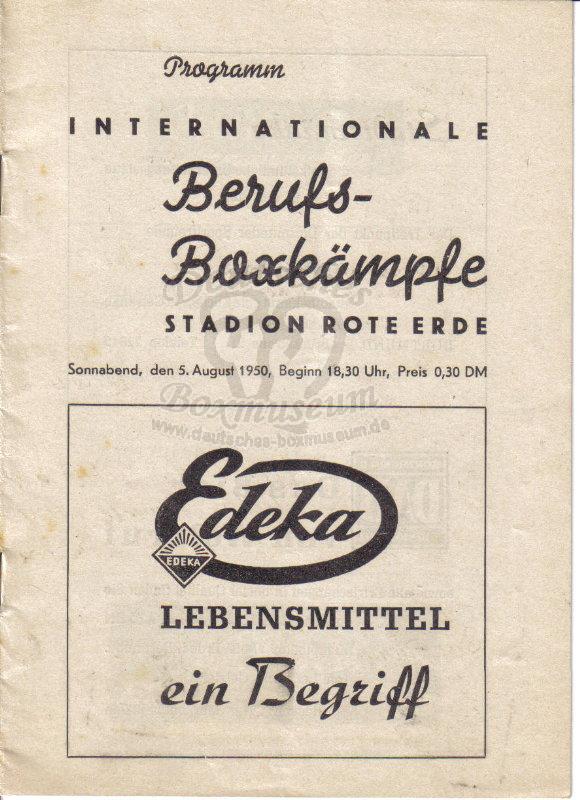 Programm
INTERNATIONALE
Berufs-
Boxkämpfe
STADION ROTE ERDE
Sonnabend, den 5. August 1950, Beginn 18,30 Uhr, Preis 0,30 DM
Deutsches
Boxmuseum
www.deutsches-boxmuseum.de
Edeka
EDEKA
LEBENSMITTEL
ein Begriff